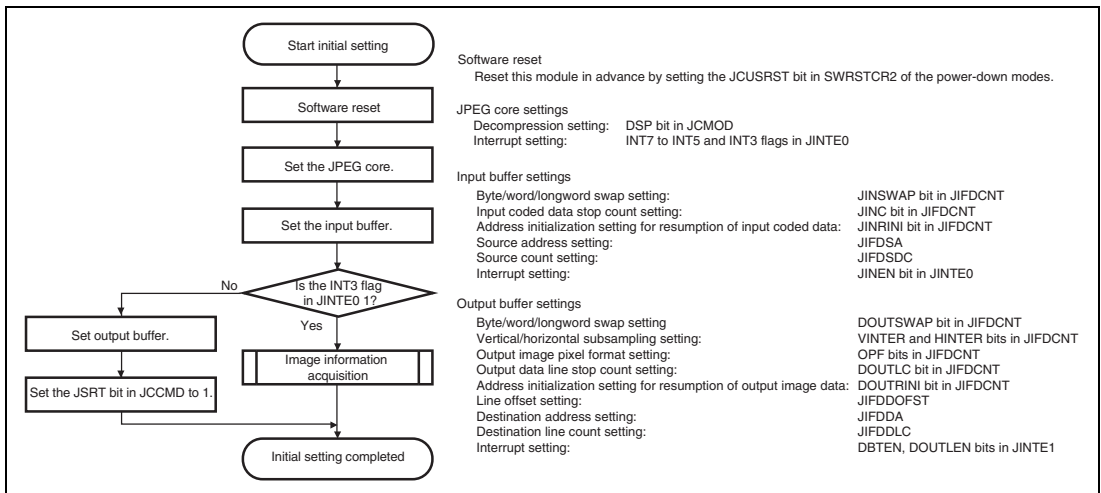 Start initial setting
Software reset
Set the JPEG core.
Set the input buffer.
Is the INT3 flag
in JINTE0 1?
No
Yes
Set output buffer.
Set the JSRT bit in JCCMD to 1.
Image information
acquisition
Initial setting completed
Software reset
Reset this module in advance by setting the JCUSRST bit in SWRSTCR2 of the power-down modes.
JPEG core settings
Decompression setting: DSP bit in JCMOD
Interrupt setting: INT7 to INT5 and INT3 flags in JINTE0
Input buffer settings
Byte/word/longword swap setting: JINSWAP bit in JIFDCNT
Input coded data stop count setting: JINC bit in JIFDCNT
Address initialization setting for resumption of input coded data: JINRINI bit in JIFDCNT
Source address setting: JIFDSA
Source count setting: JIFDSDC
Interrupt setting: JINEN bit in JINTE0
Output buffer settings
Byte/word/longword swap setting DOUTSWAP bit in JIFDCNT
Vertical/horizontal subsampling setting: VINTER and HINTER bits in JIFDCNT
Output image pixel format setting: OPF bits in JIFDCNT
Output data line stop count setting: DOUTLC bit in JIFDCNT
Address initialization setting for resumption of output image data: DOUTRINI bit in JIFDCNT
Line offset setting: JIFDDOFST
Destination address setting: JIFDDA
Destination line count setting: JIFDDLC
Interrupt setting: DBTEN, DOUTLEN bits in JINTE1